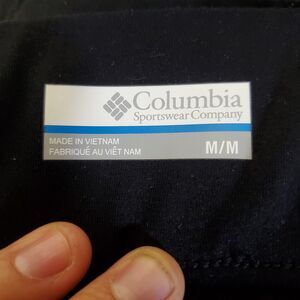 Columbia
Sportswear Company
MADE IN VIETNAM
FABRIQUÉ AU VIÊT NAM
M/M